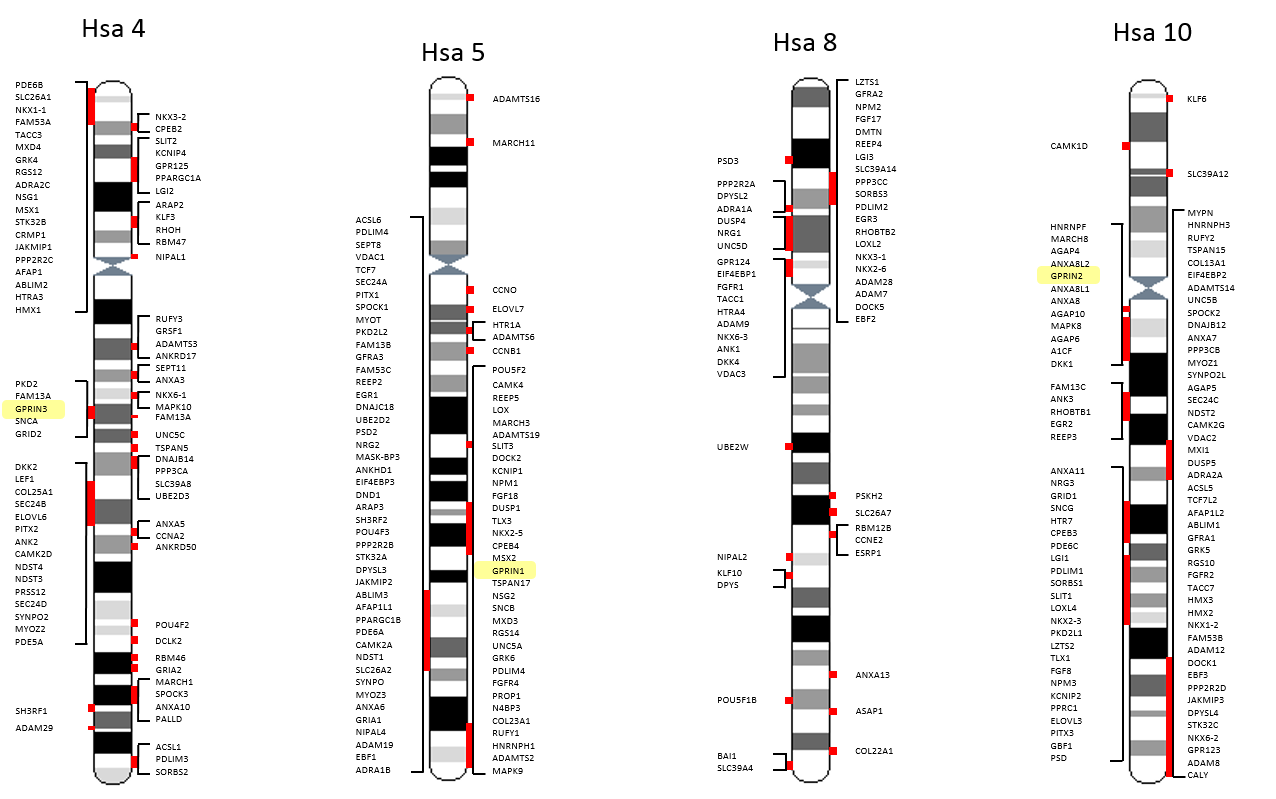 Hsa 4
PDE6B
SLC26A1
NKX1-1
FAM53A
TACC3
MXD4
GRK4
RGS12
ADRA2C
NSG1
MSX1
STK32B
CRMP1
JAKMIP1
PPP2R2C
AFAP1
ABLIM2
HTRA3
HMX1
PKD2
FAM13A
GPRIN3
SNCA
GRID2
DKK2
LEF1
COL25A1
SEC24B
ELOVL6
PITX2
ANK2
CAMK2D
NDST4
NDST3
PRSS12
SEC24D
SYNPO2
MYOZ2
PDE5A
SH3RF1
ADAM29
NKX3-2
CPEB2
SLIT2
KCNIP4
GPR125
PPARGC1A
LGI2
ARAP2
KLF3
RHOH
RBM47
NIPAL1
RUFY3
GRSF1
ADAMTS3
ANKRD17
SEPT11
ANXA3
NKX6-1
MAPK10
FAM13A
UNC5C
TSPAN5
DNAJB14
PPP3CA
SLC39A8
UBE2D3
ANXA5
CCNA2
ANKRD50
POU4F2
DCLK2
RBM46
GRIA2
MARCH1
SPOCK3
ANXA10
PALLD
ACSL1
PDLIM3
SORBS2
Hsa 5
ACSL6
PDLIM4
SEPT8
VDAC1
TCF7
SEC24A
PITX1
SPOCK1
MYOT
PKD2L2
FAM13B
GFRA3
FAM53C
REEP2
EGR1
DNAJC18
UBE2D2
PSD2
NRG2
MASK-BP3
ANKHD1
EIF4EBP3
DND1
ARAP3
SH3RF2
POU4F3
PPP2R2B
STK32A
DPYSL3
JAKMIP2
ABLIM3
AFAP1L1
PPARGC1B
PDE6A
CAMK2A
NDST1
SLC26A2
SYNPO
MYOZ3
ANXA6
GRIA1
NIPAL4
ADAM19
EBF1
ADRA1B
ADAMTS16
MARCH11
CCNO
ELOVL7
HTR1A
ADAMTS6
CCNB1
POU5F2
CAMK4
REEP5
LOX
MARCH3
ADAMTS19
SLIT3
DOCK2
KCNIP1
NPM1
FGF18
DUSP1
TLX3
NKX2-5
CPEB4
MSX2
GPRIN1
TSPAN17
NSG2
SNCB
MXD3
RGS14
UNC5A
GRK6
PDLIM4
FGFR4
PROP1
N4BP3
COL23A1
RUFY1
HNRNPH1
ADAMTS2
MAPK9
Hsa 8
PSD3
PPP2R2A
DPYSL2
ADRA1A
DUSP4
NRG1
UNC5D
GPR124
EIF4EBP1
FGFR1
TACC1
HTRA4
ADAM9
NKX6-3
ANK1
DKK4
VDAC3
UBE2W
NIPAL2
KLF10
DPYS
POU5F1B
BAI1
SLC39A4
LZTS1
GFRA2
NPM2
FGF17
DMTN
REEP4
LGI3
SLC39A14
PPP3CC
SORBS3
PDLIM2
EGR3
RHOBTB2
LOXL2
NKX3-1
NKX2-6
ADAM28
ADAM7
DOCK5
EBF2
PSKH2
SLC26A7
RBM12B
CCNE2
ESRP1
ANXA13
ASAP1
COL22A1
Hsa 10
CAMK1D
HNRNPF
MARCH8
AGAP4
ANXA8L2
GPRIN2
ANXA8L1
ANXA8
AGAP10
MAPK8
AGAP6
A1CF
DKK1
FAM13C
ANK3
RHOBTB1
EGR2
REEP3
ANXA11
NRG3
GRID1
SNCG
HTR7
CPEB3
PDE6C
LGI1
PDLIM1
SORBS1
SLIT1
LOXL4
NKX2-3
PKD2L1
LZTS2
TLX1
FGF8
NPM3
KCNIP2
PPRC1
ELOVL3
PITX3
GBF1
PSD
KLF6
SLC39A12
MYPN
HNRNPH3
RUFY2
TSPAN15
COL13A1
EIF4EBP2
ADAMTS14
UNC5B
SPOCK2
DNAJB12
ANXA7
PPP3CB
MYOZ1
SYNPO2L
AGAP5
SEC24C
NDST2
CAMK2G
VDAC2
MXI1
DUSP5
ADRA2A
ACSL5
TCF7L2
AFAP1L2
ABLIM1
GFRA1
GRK5
RGS10
FGFR2
TACC7
HMX3
HMX2
NKX1-2
FAM53B
ADAM12
DOCK1
EBF3
PPP2R2D
JAKMIP3
DPYSL4
STK32C
NKX6-2
GPR123
ADAM8
CALY